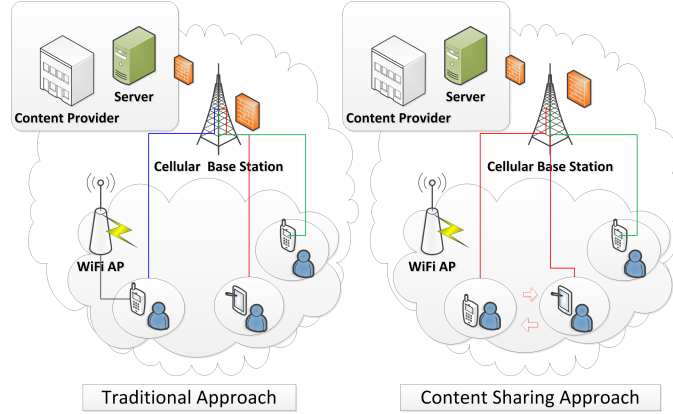 Server
Content Provider
Cellular Base Station
WiFi AP
Traditional Approach
Server
Content Provider
Cellular Base Station
WiFi AP
Content Sharing Approach